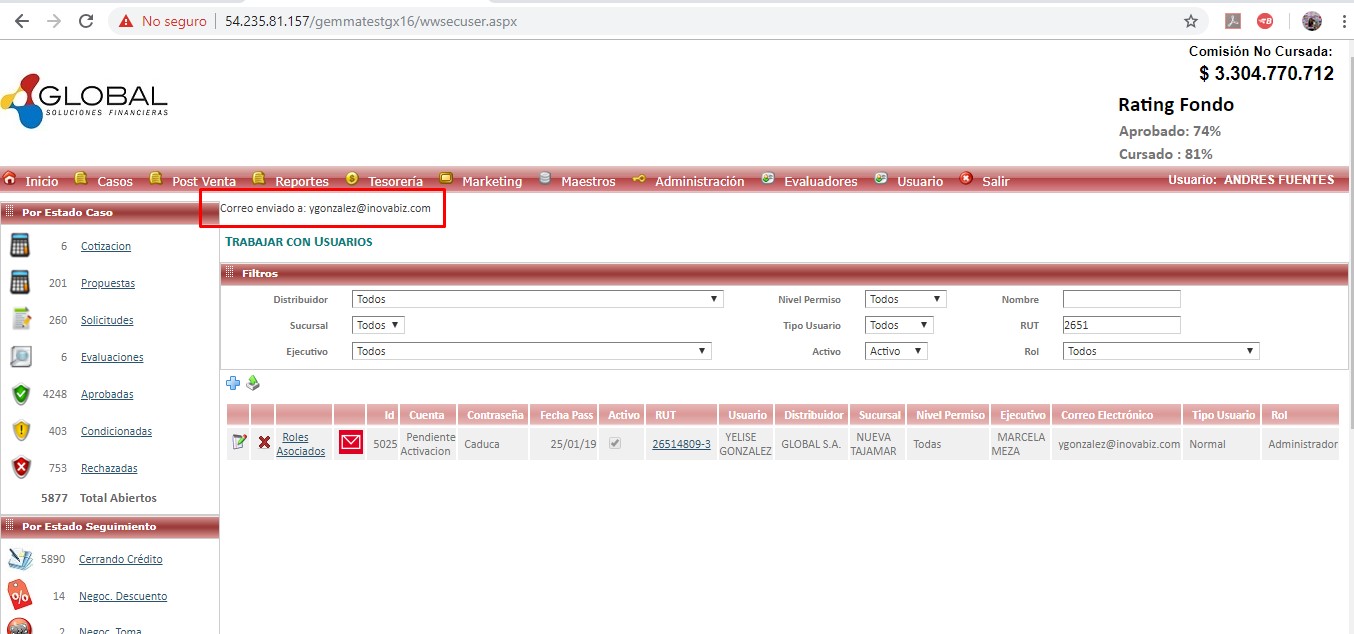 No seguro 54.235.81.157/gemmatestgx16/wwsecuser.aspx
Comisión No Cursada:
$ 3.304.770.712
GLOBAL
SOLUCIONES FINANCIERAS
Rating Fondo
Aprobado: 74%
Cursado : 81%
Inicio Casos Post Venta Reportes Tesorería Marketing Maestros Administración Evaluadores Usuario Salir Usuario: ANDRES FUENTES
Por Estado Caso
6 Cotizacion
201 Propuestas
260 Solicitudes
6 Evaluaciones
4248 Aprobadas
403 Condicionadas
753 Rechazadas
5877 Total Abiertos
Por Estado Seguimiento
5890 Cerrando Crédito
14 Negoc. Descuento
2 Negoc. Toma
Correo enviado a: ygonzalez@inovabiz.com
TRABAJAR CON USUARIOS
Filtros
Distribuidor Todos Nivel Permiso Todos Nombre
Sucursal Todos Tipo Usuario Todos RUT 2651
Ejecutivo Todos Activo Activo Rol Todos
Id Cuenta Contraseña Fecha Pass Activo RUT Usuario Distribuidor Sucursal Nivel Permiso Ejecutivo Correo Electrónico Tipo Usuario Rol
Roles Asociados 5025 Pendiente Activacion Caduca 25/01/19 26514809-3 YELISE GONZALEZ GLOBAL S.A. NUEVA TAJAMAR Todas MARCELA MEZA ygonzalez@inovabiz.com Normal Administrador